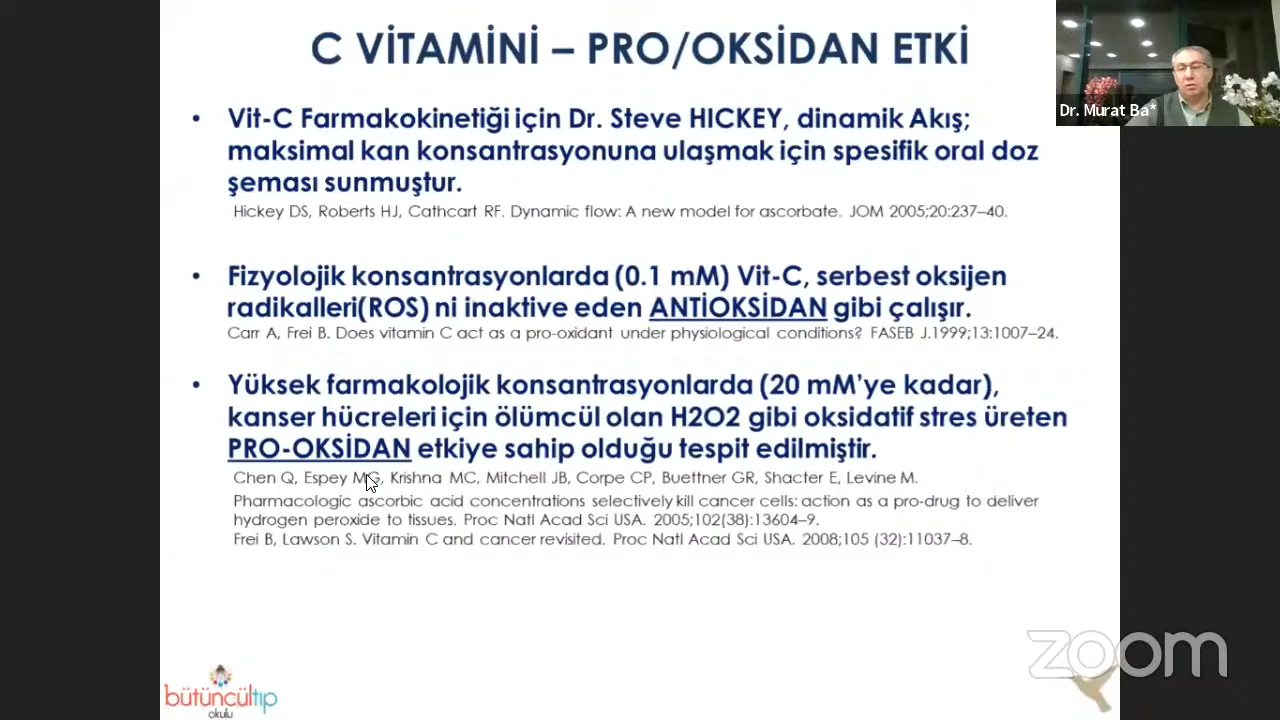 C VİTAMİNİ – PRO/OKSİDAN ETKİ
Dr. Murat Ba*
• Vit-C Farmakokinetiği için Dr. Steve HICKEY, dinamik Akış;
maksimal kan konsantrasyonuna ulaşmak için spesifik oral doz
şeması sunmuştur.
Hickey DS, Roberts HJ, Cathcart RF. Dynamic flow: A new model for ascorbate. JOM 2005;20:237–40.
• Fizyolojik konsantrasyonlarda (0.1 mM) Vit-C, serbest oksijen
radikalleri(ROS) ni inaktive eden ANTİOKSİDAN gibi çalışır.
Carr A, Frei B. Does vitamin C act as a pro-oxidant under physiological conditions? FASEB J.1999;13:1007–24.
• Yüksek farmakolojik konsantrasyonlarda (20 mM’ye kadar),
kanser hücreleri için ölümcül olan H2O2 gibi oksidatif stres üreten
PRO-OKSİDAN etkiye sahip olduğu tespit edilmiştir.
Chen Q, Espey MG, Krishna MC, Mitchell JB, Corpe CP, Buettner GR, Shacter E, Levine M.
Pharmacologic ascorbic acid concentrations selectively kill cancer cells: action as a pro-drug to deliver
hydrogen peroxide to tissues. Proc Natl Acad Sci USA. 2005;102(38):13604–9.
Frei B, Lawson S. Vitamin C and cancer revisited. Proc Natl Acad Sci USA. 2008;105 (32):11037–8.
zoom
bütüncültıp
okulu